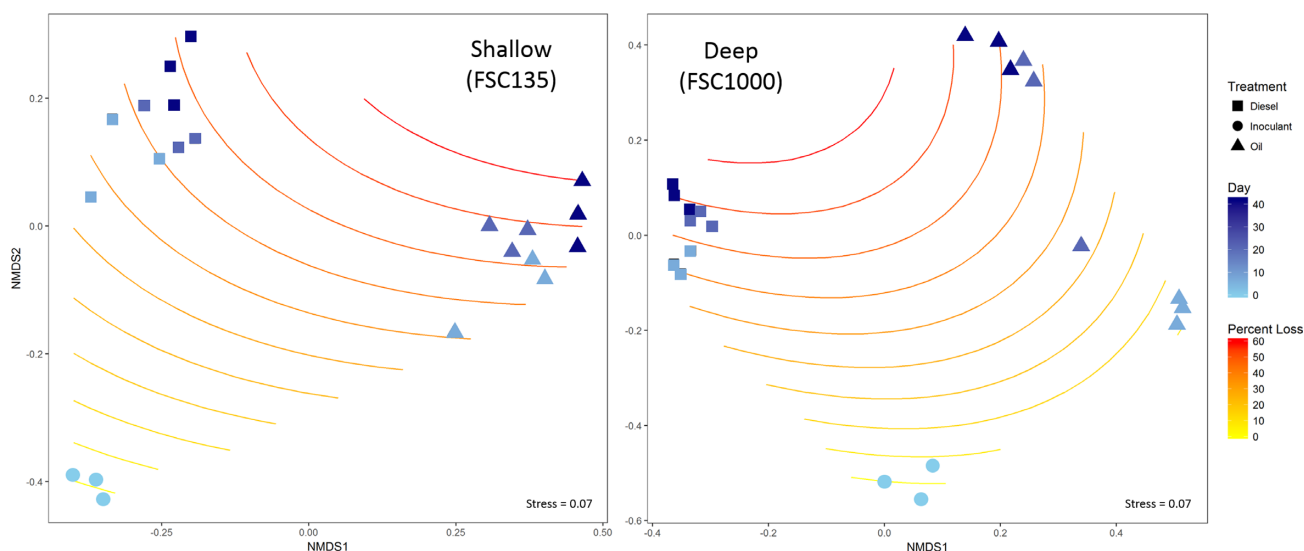 Shallow
(FSC135)
0.2
0.0
-0.2
-0.4
NMDS2
-0.25
0.00
0.25
0.50
NMDS1
Stress = 0.07
Deep
(FSC1000)
0.4
0.2
0.0
-0.2
-0.4
-0.6
-0.4
-0.2
0.0
0.2
0.4
NMDS1
Stress = 0.07
Treatment
Diesel
Inoculant
Oil
Day
40
30
20
10
0
Percent Loss
60
50
40
30
20
10
0